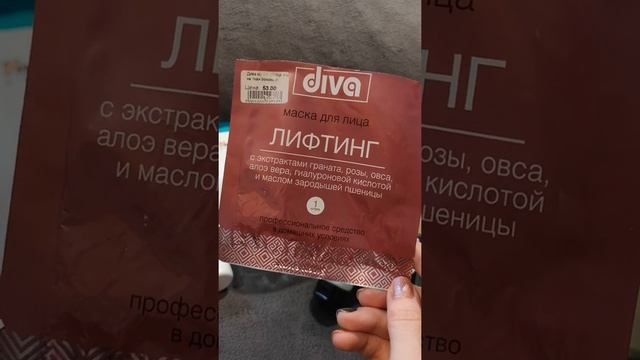 Цена: 53.00
diva
маска для лица
ЛИФТИНГ
с экстрактами граната, розы, овса,
алоэ вера, гиалуроновой кислотой
и маслом зародышей пшеницы
1
профессиональное средство
в домашних условиях